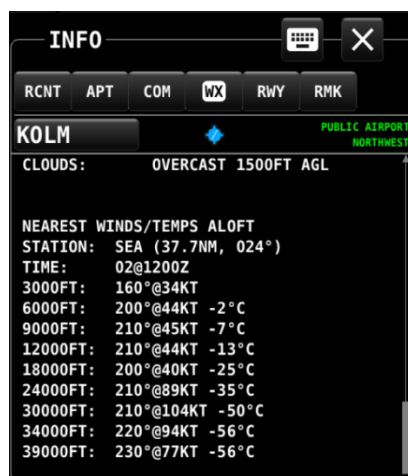 INFO
RCNT APT COM WX RWY RMK
KOLM
PUBLIC AIRPORT
NORTHWEST
CLOUDS: OVERCAST 1500FT AGL
NEAREST WINDS/TEMPS ALOFT
STATION: SEA (37.7NM, 024°)
TIME: 02@1200Z
3000FT: 160°@34KT
6000FT: 200°@44KT -2°C
9000FT: 210°@45KT -7°C
12000FT: 210°@44KT -13°C
18000FT: 200°@40KT -25°C
24000FT: 210°@89KT -35°C
30000FT: 210°@104KT -50°C
34000FT: 220°@94KT -56°C
39000FT: 230°@77KT -56°C